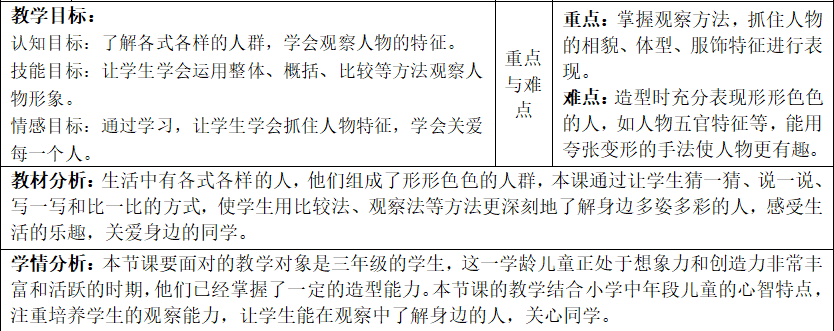 教学目标：
认知目标：了解各式各样的人群，学会观察人物的特征。
技能目标：让学生学会运用整体、概括、比较等方法观察人
物形象。
情感目标：通过学习，让学生学会抓住人物特征，学会关爱
每一个人。
重点
与难
点
重点：掌握观察方法，抓住人物
的相貌、体型、服饰特征进行表
现。
难点：造型时充分表现形形色色
的人，如人物五官特征等，能用
夸张变形的手法使人物更有趣。
教材分析：生活中有各式各样的人，他们组成了形形色色的人群，本课通过让学生猜一猜、说一说、
写一写和比一比的方式，使学生用比较法、观察法等方法更深刻地了解身边多姿多彩的人，感受生
活的乐趣，关爱身边的同学。
学情分析：本节课要面对的教学对象是三年级的学生，这一学龄儿童正处于想象力和创造力非常丰
富和活跃的时期，他们已经掌握了一定的造型能力。本节课的教学结合小学中年段儿童的心智特点，
注重培养学生的观察能力，让学生能在观察中了解身边的人，关心同学。